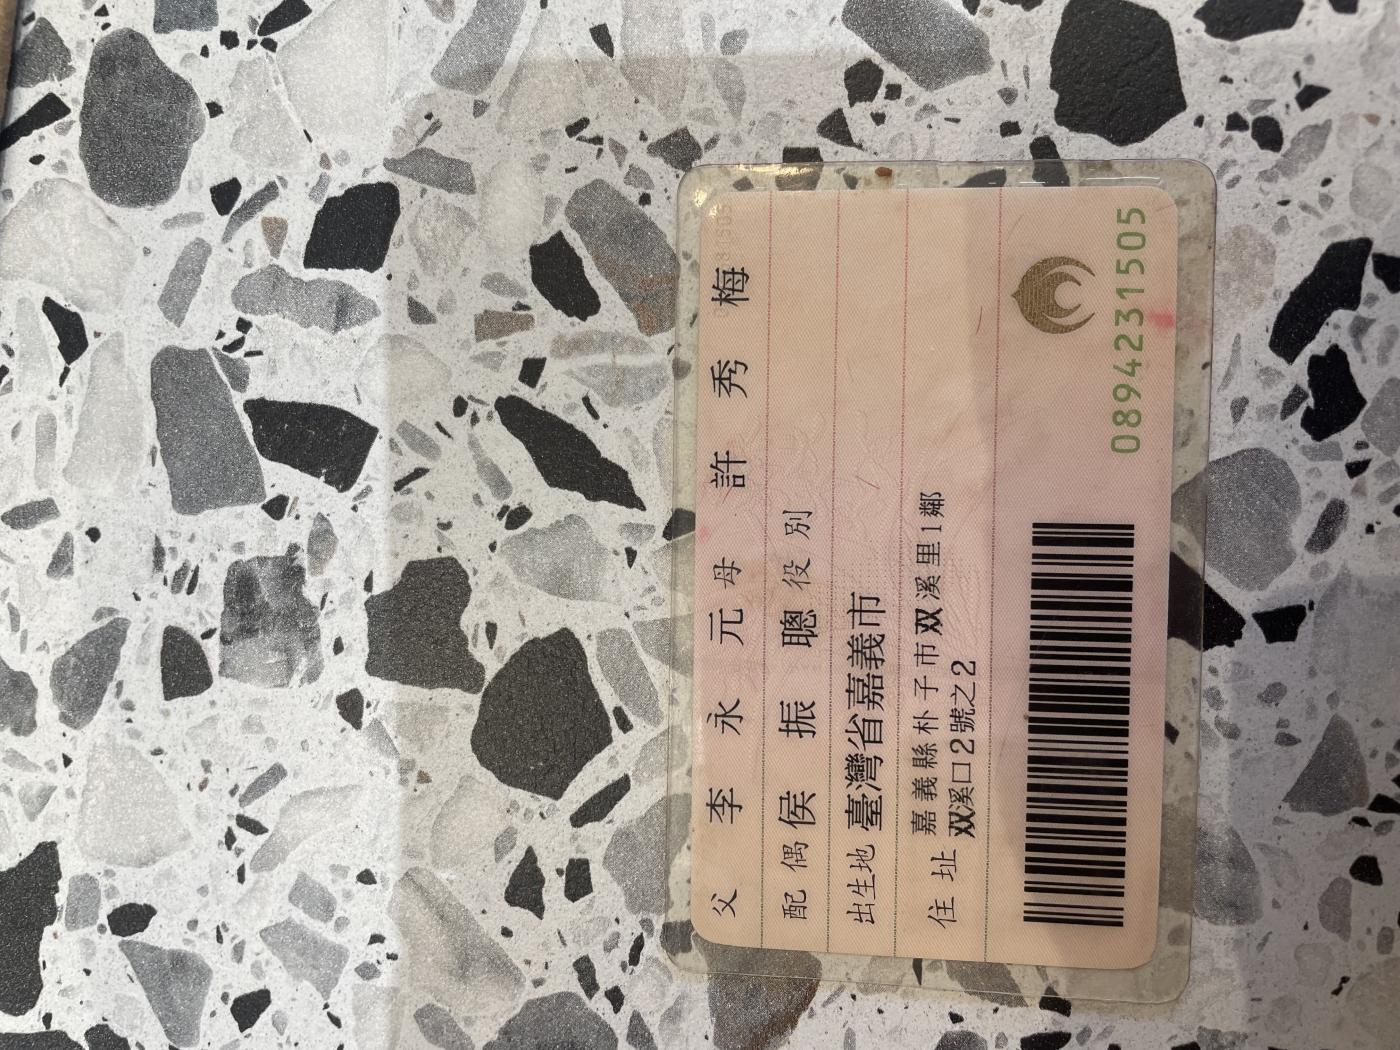 父 李永元 母 許秀梅
配偶 侯振聰 役別
出生地 臺灣省嘉義市
住址 嘉義縣朴子市双溪里1鄰
双溪口2號之2
0894231505